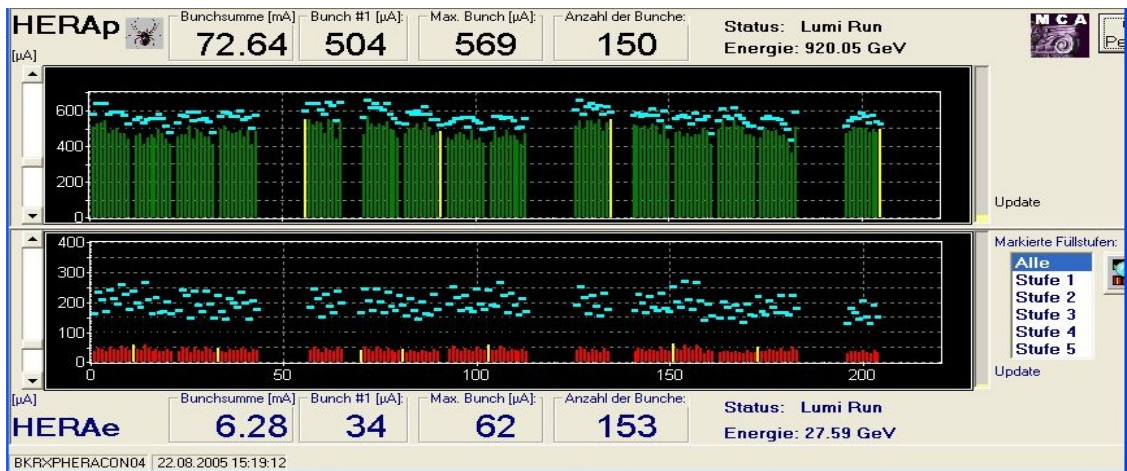 HERAp
Bunchsumme [mA] Bunch #1 [µA]: Max. Bunch [µA]: Anzahl der Bunche:
72.64 504 569 150
Status: Lumi Run
Energie: 920.05 GeV
MCA
[µA]
600
400
200
0
Update
400
300
200
100
0
0 50 100 150 200
Markierte Füllstufen:
Alle
Stufe 1
Stufe 2
Stufe 3
Stufe 4
Stufe 5
Update
[µA]
HERAe
Bunchsumme [mA] Bunch #1 [µA]: Max. Bunch [µA]: Anzahl der Bunche:
6.28 34 62 153
Status: Lumi Run
Energie: 27.59 GeV
BKRXPHERACON04 22.08.2005 15:19:12